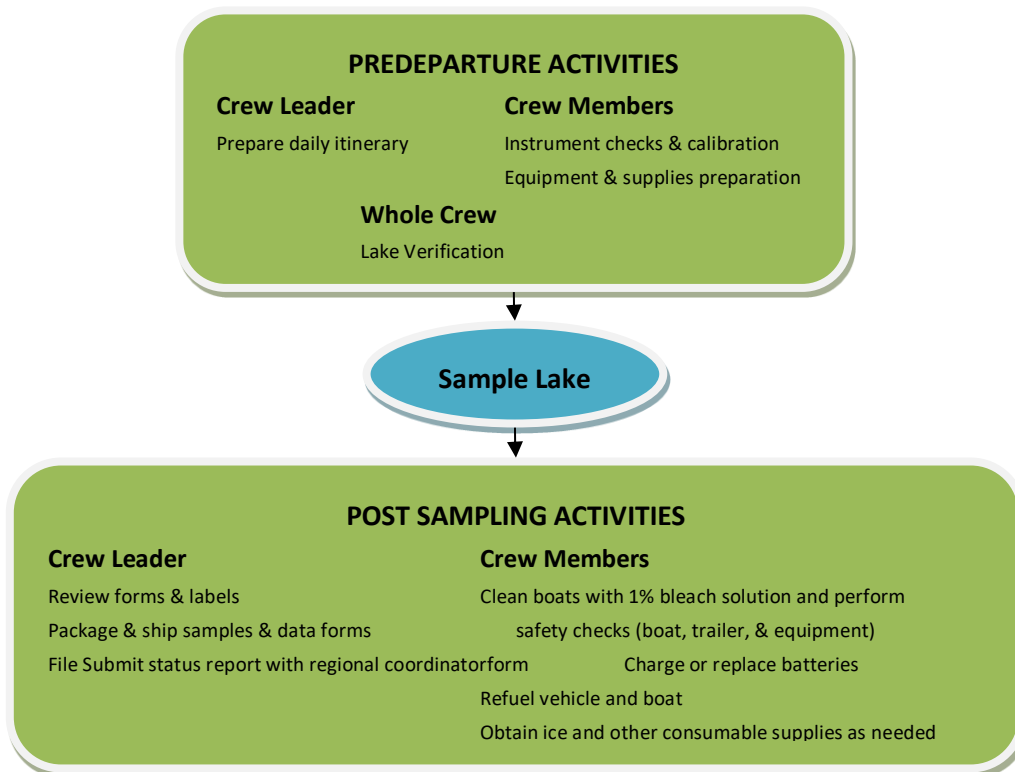 PREDEPARTURE ACTIVITIES
Crew Leader
Prepare daily itinerary
Crew Members
Instrument checks & calibration
Equipment & supplies preparation
Whole Crew
Lake Verification
Sample Lake
POST SAMPLING ACTIVITIES
Crew Leader
Review forms & labels
Package & ship samples & data forms
File Submit status report with regional coordinatorform
Crew Members
Clean boats with 1% bleach solution and perform
safety checks (boat, trailer, & equipment)
Charge or replace batteries
Refuel vehicle and boat
Obtain ice and other consumable supplies as needed